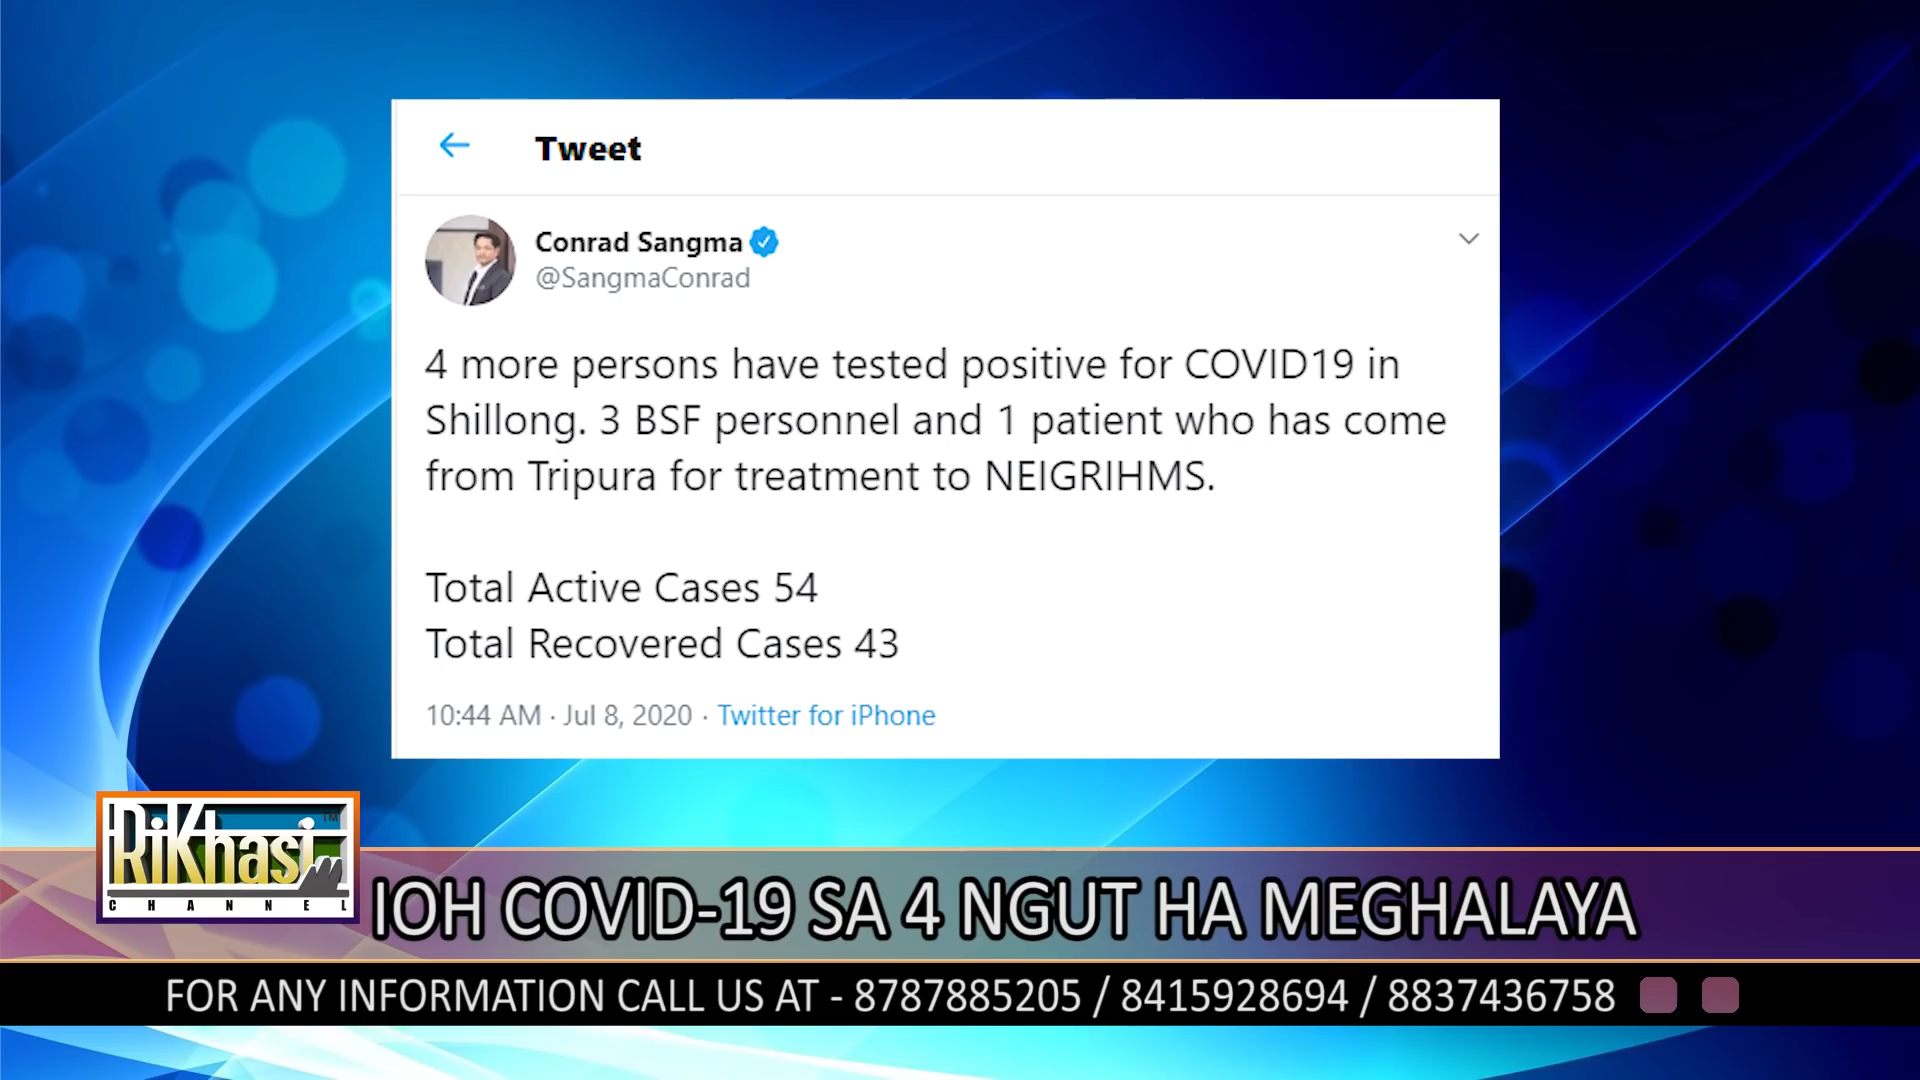 Tweet
Conrad Sangma
@SangmaConrad
4 more persons have tested positive for COVID19 in
Shillong. 3 BSF personnel and 1 patient who has come
from Tripura for treatment to NEIGRIHMS.
Total Active Cases 54
Total Recovered Cases 43
10:44 AM · Jul 8, 2020 · Twitter for iPhone
RiKhasi TM
CHANNEL
IOH COVID-19 SA 4 NGUT HA MEGHALAYA
FOR ANY INFORMATION CALL US AT - 8787885205 / 8415928694 / 8837436758